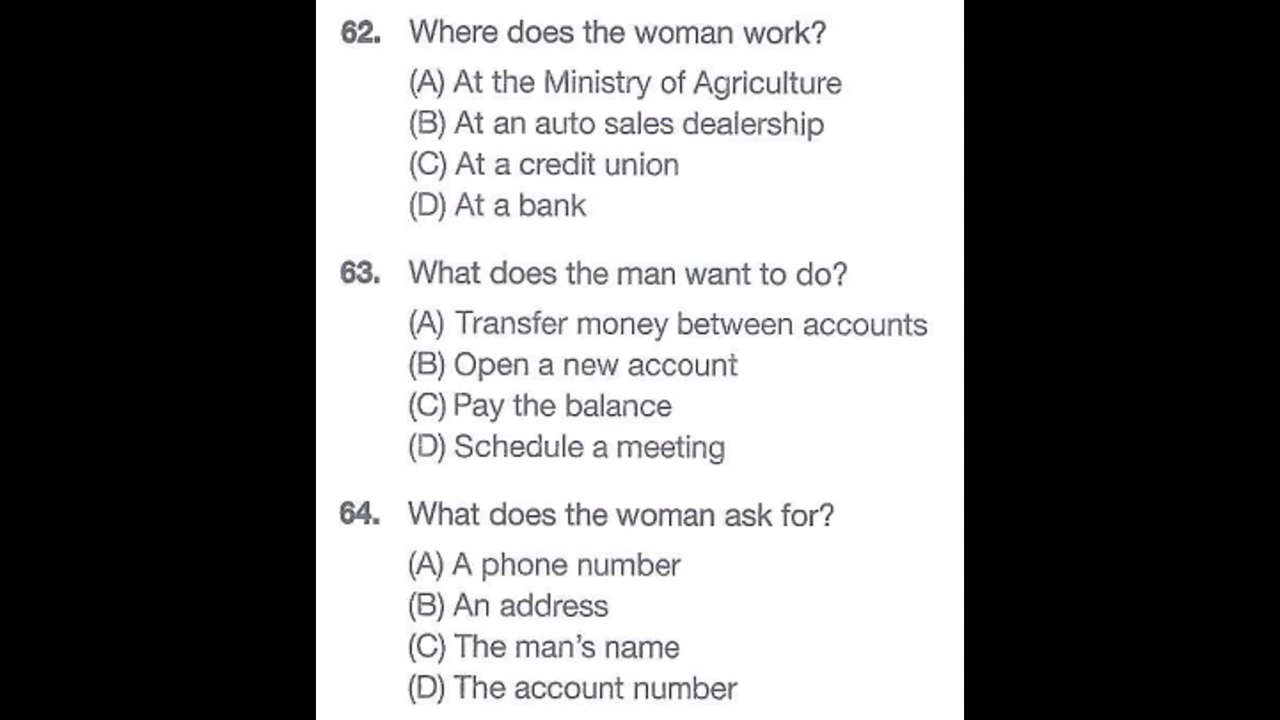 62. Where does the woman work?
(A) At the Ministry of Agriculture
(B) At an auto sales dealership
(C) At a credit union
(D) At a bank
63. What does the man want to do?
(A) Transfer money between accounts
(B) Open a new account
(C) Pay the balance
(D) Schedule a meeting
64. What does the woman ask for?
(A) A phone number
(B) An address
(C) The man's name
(D) The account number